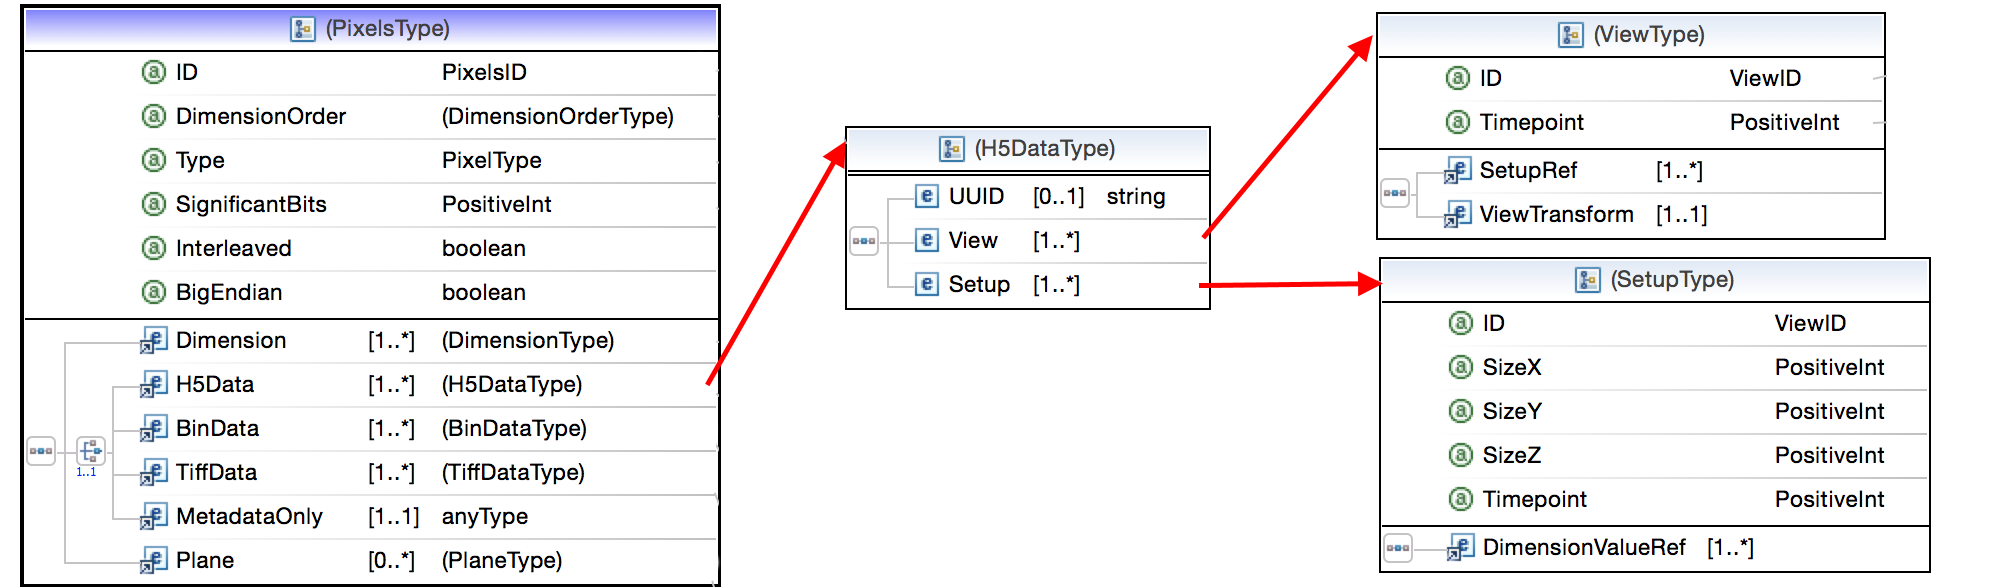 (PixelsType)
ID PixelsID
DimensionOrder (DimensionOrderType)
Type PixelType
SignificantBits PositiveInt
Interleaved boolean
BigEndian boolean
Dimension [1..*] (DimensionType)
H5Data [1..*] (H5DataType)
BinData [1..*] (BinDataType)
TiffData [1..*] (TiffDataType)
1..1
MetadataOnly [1..1] anyType
Plane [0..*] (PlaneType)
(H5DataType)
UUID [0..1] string
View [1..*]
Setup [1..*]
(ViewType)
ID ViewID
Timepoint PositiveInt
SetupRef [1..*]
ViewTransform [1..1]
(SetupType)
ID ViewID
SizeX PositiveInt
SizeY PositiveInt
SizeZ PositiveInt
Timepoint PositiveInt
DimensionValueRef [1..*]